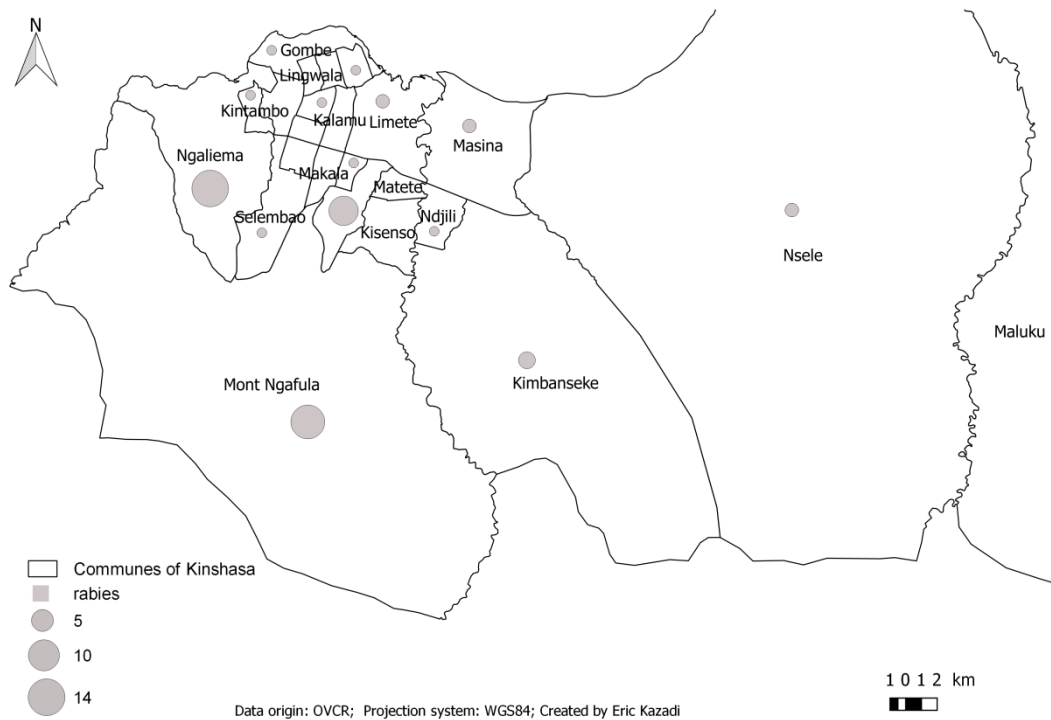 N
Gombe
Lingwala
Kintambo
Kalamu
Limete
Masina
Ngaliema
Makala
Matete
Selembao
Ndjili
Kisenso
Nsele
Maluku
Mont Ngafula
Kimbanseke
Communes of Kinshasa
rabies
5
10
14
1 0 1 2 km
Data origin: OVCR; Projection system: WGS84; Created by Eric Kazadi